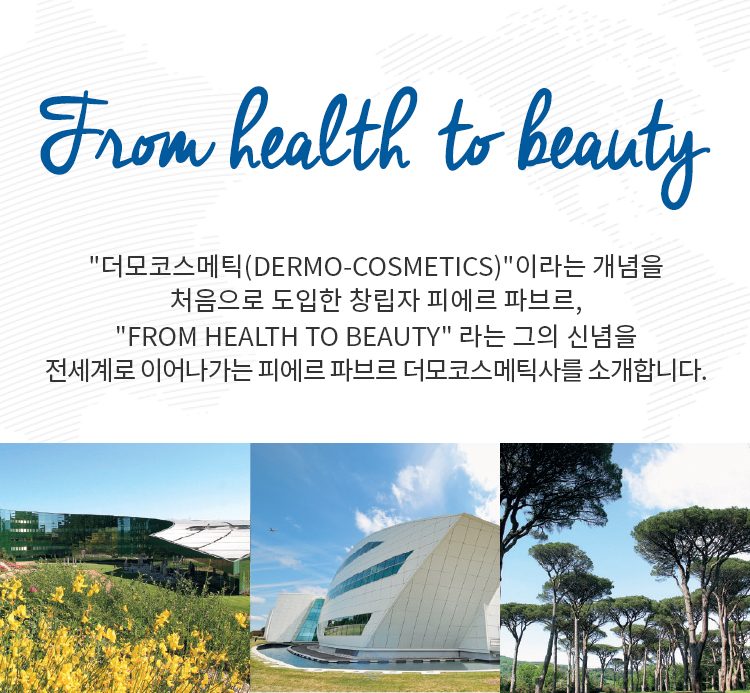 From health to beauty
"더모코스메틱(DERMO-COSMETICS)"이라는 개념을
처음으로 도입한 창립자 피에르 파브르,
"FROM HEALTH TO BEAUTY" 라는 그의 신념을
전세계로 이어나가는 피에르 파브르 더모코스메틱사를 소개합니다.